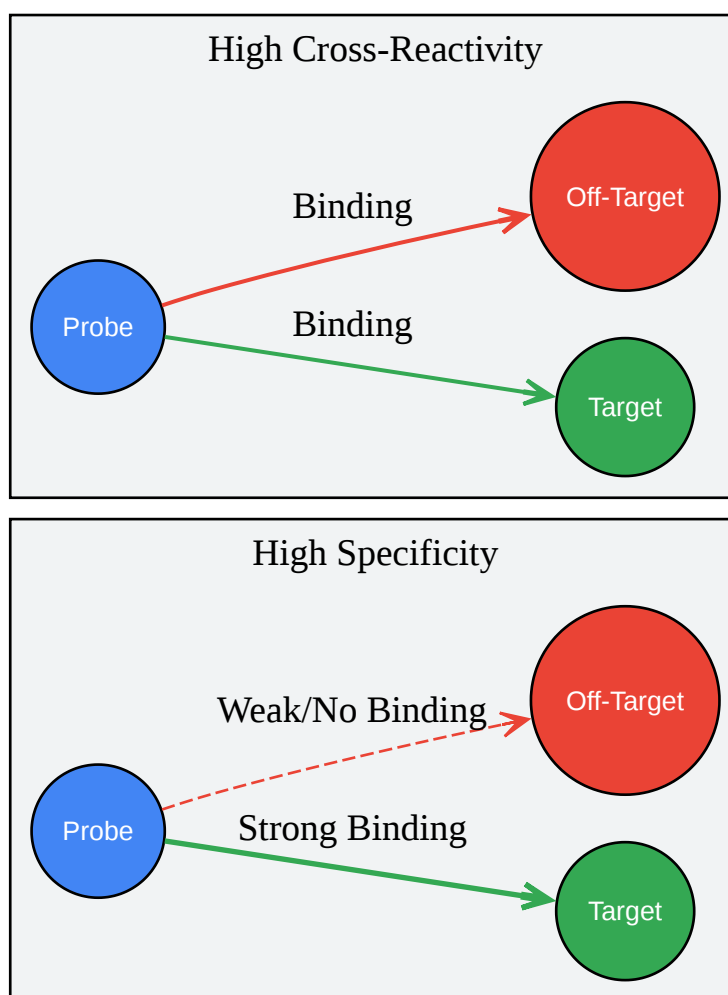 High Cross-Reactivity
Off-Target
Binding
Probe
Binding
Target
High Specificity
Off-Target
Weak/No Binding
Probe
Strong Binding
Target